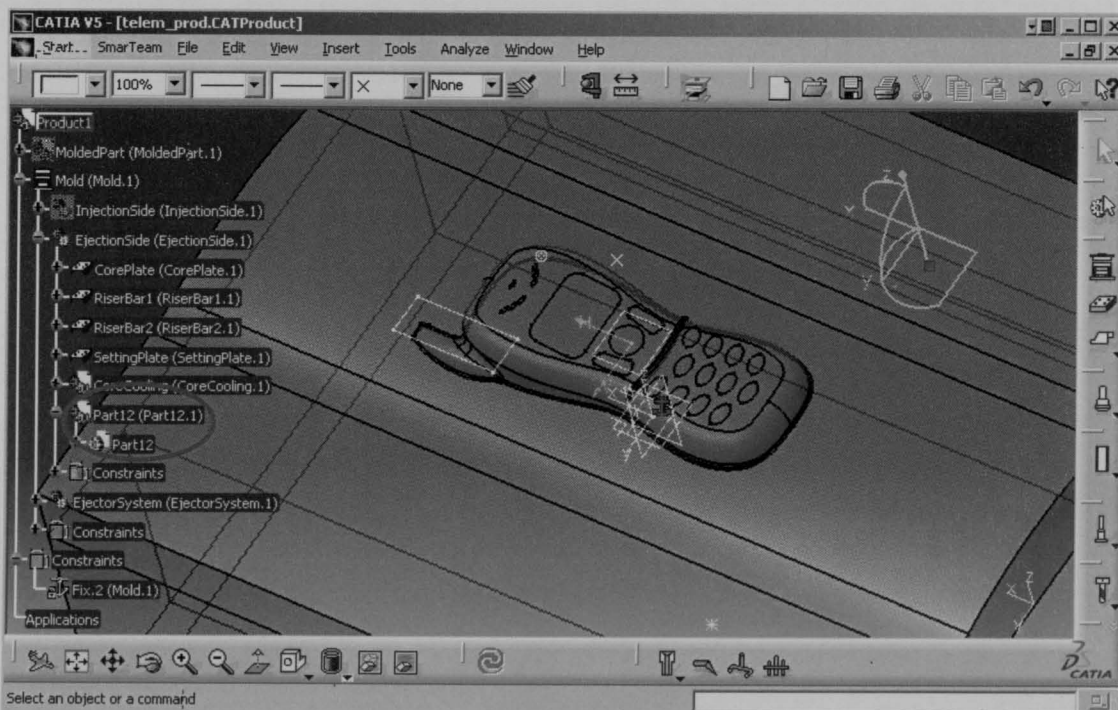 CATIA V5 - [telem_prod.CATProduct]
Start SmarTeam File Edit View Insert Tools Analyze Window Help
100% None
Product1
MoldedPart (MoldedPart.1)
Mold (Mold.1)
InjectionSide (InjectionSide.1)
EjectionSide (EjectionSide.1)
CorePlate (CorePlate.1)
RiserBar1 (RiserBar1.1)
RiserBar2 (RiserBar2.1)
SettingPlate (SettingPlate.1)
CoreCooling (CoreCooling.1)
Part12 (Part12.1)
Part12
Constraints
EjectorSystem (EjectorSystem.1)
Constraints
Constraints
Fix.2 (Mold.1)
Applications
z
y
x
z
CATIA
Select an object or a command